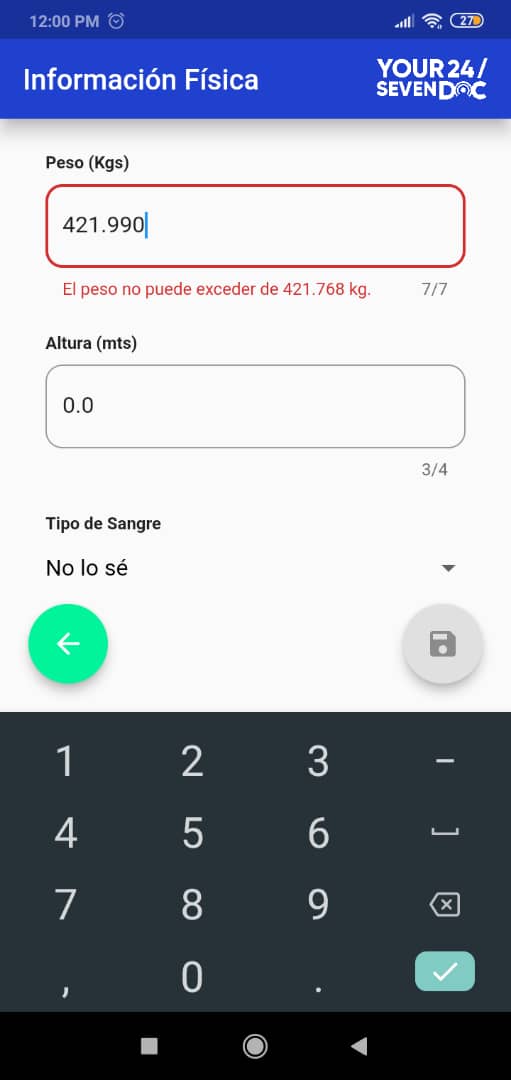 12:00 PM 27
Información Física
YOUR 24/
SEVENDOC
Peso (Kgs)
421.990
El peso no puede exceder de 421.768 kg. 7/7
Altura (mts)
0.0
3/4
Tipo de Sangre
No lo sé
1 2 3 –
4 5 6
7 8 9
, 0 .